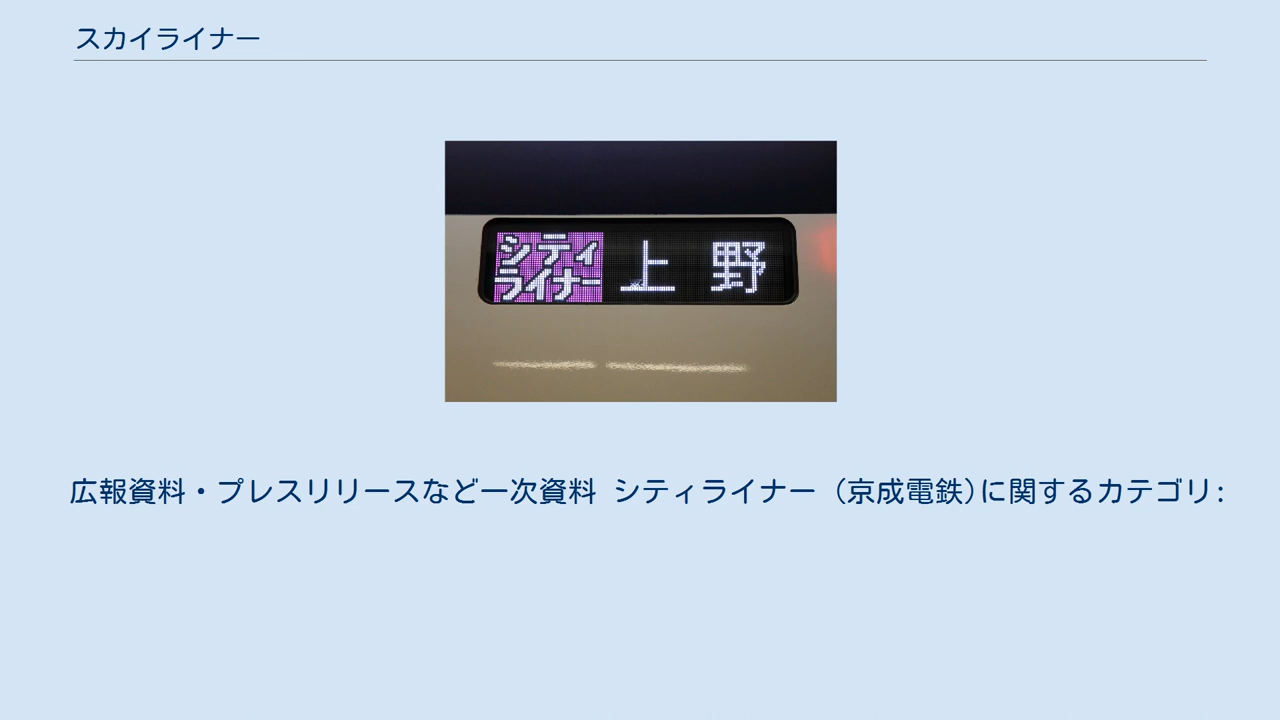 スカイライナー
シティ
ライナー
上野
広報資料・プレスリリースなど一次資料 シティライナー (京成電鉄)に関するカテゴリ: